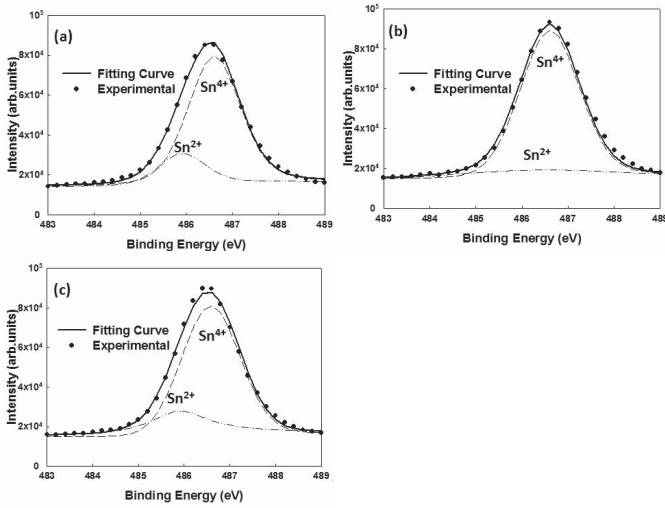 (a)
Intensity (arb.units)
10⁵
8x10⁴
6x10⁴
4x10⁴
2x10⁴
0
Fitting Curve
Experimental
Sn⁴⁺
Sn²⁺
483 484 485 486 487 488 489
Binding Energy (eV)
(b)
Intensity (arb.units)
10⁵
8x10⁴
6x10⁴
4x10⁴
2x10⁴
0
Fitting Curve
Experimental
Sn⁴⁺
Sn²⁺
483 484 485 486 487 488 489
Binding Energy (eV)
(c)
Intensity (arb.units)
10⁵
8x10⁴
6x10⁴
4x10⁴
2x10⁴
0
Fitting Curve
Experimental
Sn⁴⁺
Sn²⁺
483 484 485 486 487 488 489
Binding Energy (eV)